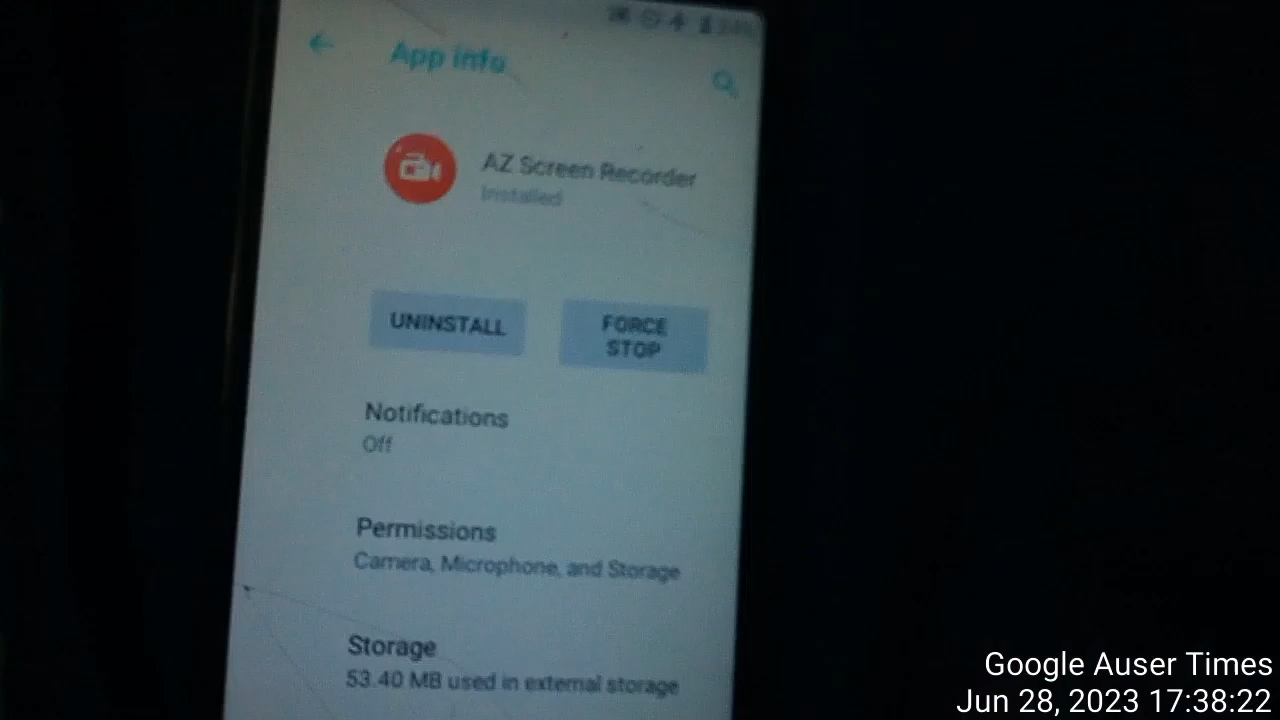 App info
AZ Screen Recorder
Installed
UNINSTALL
FORCE
STOP
Notifications
Off
Permissions
Camera, Microphone, and Storage
Storage
53.40 MB used in external storage
Google Auser Times
Jun 28, 2023 17:38:22